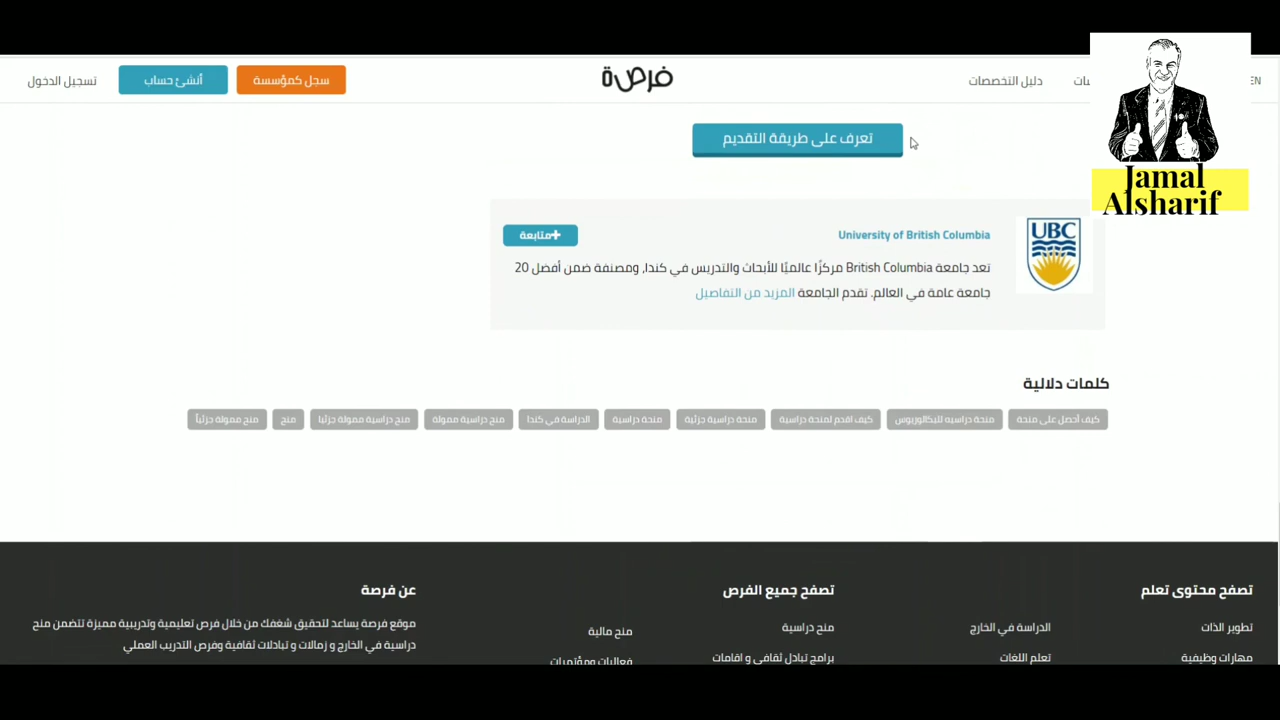 EN
دليل التخصصات
فرصة
سجل كمؤسسة
أنشئ حساب
تسجيل الدخول
Jamal
Alsharif
تعرف على طريقة التقديم
UBC
University of British Columbia
+متابعة
تعد جامعة British Columbia مركزًا عالميًا للأبحاث والتدريس في كندا، ومصنفة ضمن أفضل 20
جامعة عامة في العالم. تقدم الجامعة المزيد من التفاصيل
كلمات دلالية
كيف أحصل على منحة
منحة دراسيه للبكالوريوس
كيف اقدم لمنحة دراسية
منحة دراسية جزئية
منحة دراسية
الدراسة في كندا
منح دراسية ممولة
منح دراسية ممولة جزئيا
منح
منح ممولة جزئياً
تصفح محتوى تعلم
تطوير الذات
الدراسة في الخارج
مهارات وظيفية
تعلم اللغات
تصفح جميع الفرص
منح دراسية
منح مالية
برامج تبادل ثقافي و اقامات
فعاليات ومؤتمرات
عن فرصة
موقع فرصة يساعد لتحقيق شغفك من خلال فرص تعليمية وتدريبية مميزة تتضمن منح
دراسية في الخارج و زمالات و تبادلات ثقافية وفرص التدريب العملي